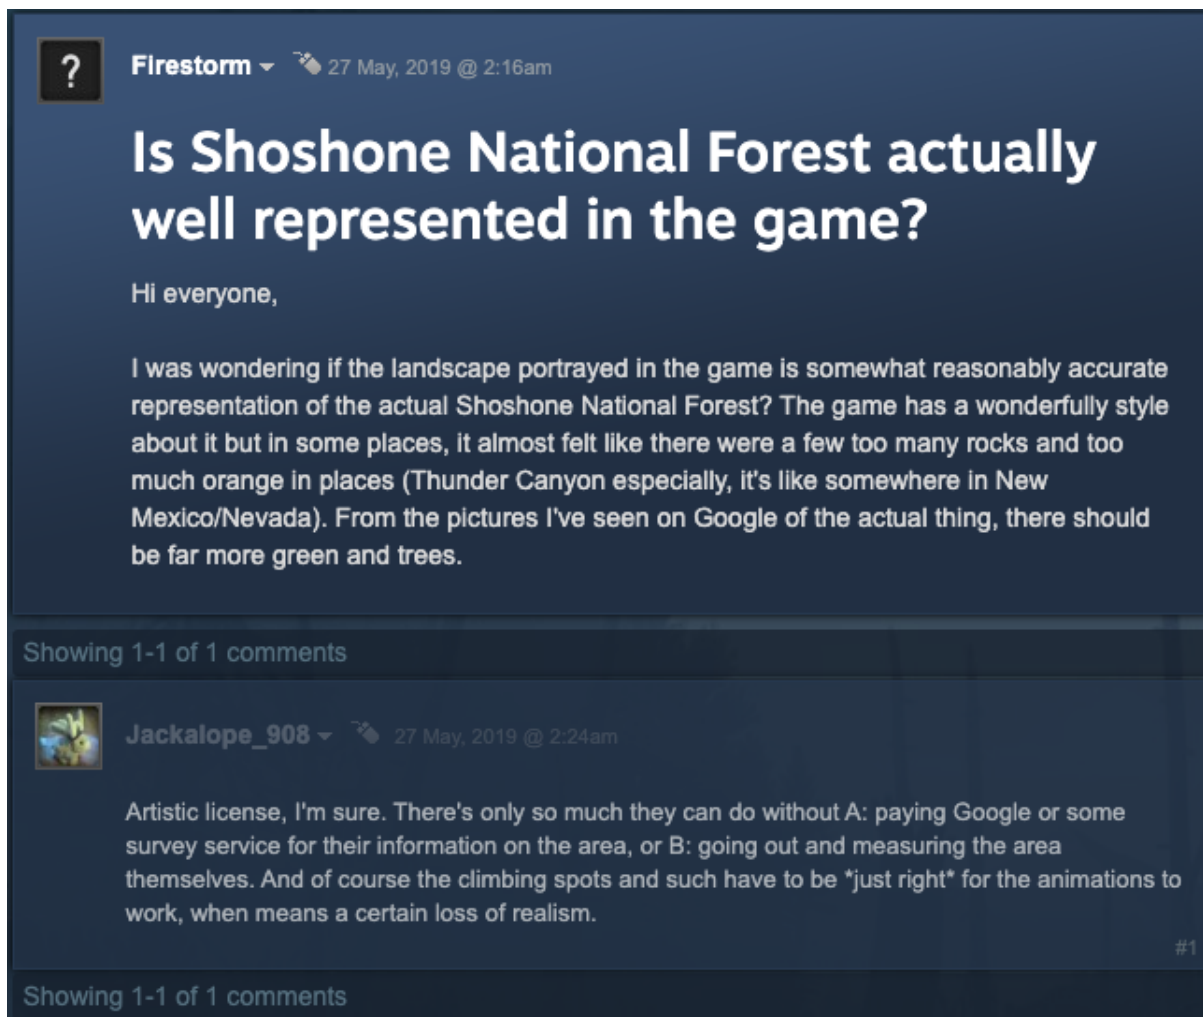 ?
Firestorm 27 May, 2019 @ 2:16am
Is Shoshone National Forest actually
well represented in the game?
Hi everyone,
I was wondering if the landscape portrayed in the game is somewhat reasonably accurate
representation of the actual Shoshone National Forest? The game has a wonderfully style
about it but in some places, it almost felt like there were a few too many rocks and too
much orange in places (Thunder Canyon especially, it's like somewhere in New
Mexico/Nevada). From the pictures I've seen on Google of the actual thing, there should
be far more green and trees.
Showing 1-1 of 1 comments
Jackalope_908 27 May, 2019 @ 2:24am
Artistic license, I'm sure. There's only so much they can do without A: paying Google or some
survey service for their information on the area, or B: going out and measuring the area
themselves. And of course the climbing spots and such have to be *just right* for the animations to
work, when means a certain loss of realism.
#1
Showing 1-1 of 1 comments